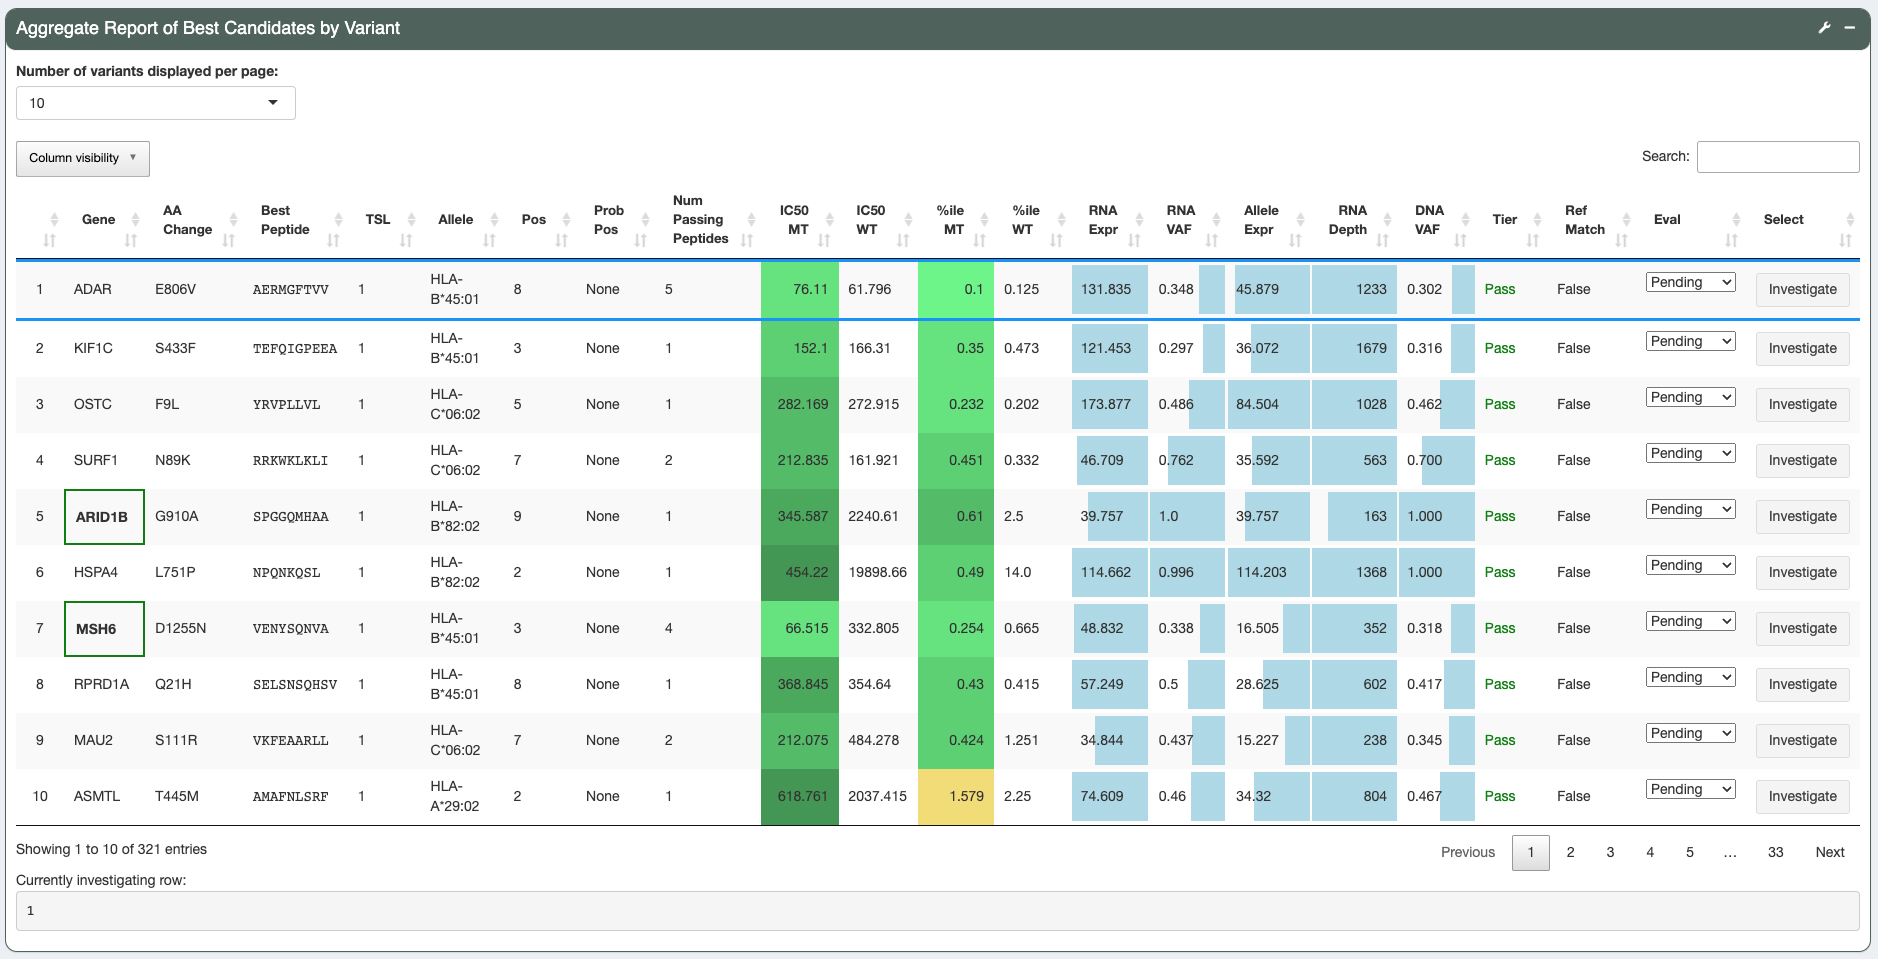 Aggregate Report of Best Candidates by Variant
Number of variants displayed per page:
10
Column visibility ▼
Search:
Gene AA Change Best Peptide TSL Allele Pos Prob Pos Num Passing Peptides IC50 MT IC50 WT %ile MT %ile WT RNA Expr RNA VAF Allele Expr RNA Depth DNA VAF Tier Ref Match Eval Select
1 ADAR E806V AERMGFTVV 1 HLA-B*45:01 8 None 5 76.11 61.796 0.1 0.125 131.835 0.348 45.879 1233 0.302 Pass False Pending Investigate
2 KIF1C S433F TEFQIGPEEA 1 HLA-B*45:01 3 None 1 152.1 166.31 0.35 0.473 121.453 0.297 36.072 1679 0.316 Pass False Pending Investigate
3 OSTC F9L YRVPLLVL 1 HLA-C*06:02 5 None 1 282.169 272.915 0.232 0.202 173.877 0.486 84.504 1028 0.462 Pass False Pending Investigate
4 SURF1 N89K RRKWKLKLI 1 HLA-C*06:02 7 None 2 212.835 161.921 0.451 0.332 46.709 0.762 35.592 563 0.700 Pass False Pending Investigate
5 ARID1B G910A SPGGQMHAA 1 HLA-B*82:02 9 None 1 345.587 2240.61 0.61 2.5 39.757 1.0 39.757 163 1.000 Pass False Pending Investigate
6 HSPA4 L751P NPQNKQSL 1 HLA-B*82:02 2 None 1 454.22 19898.66 0.49 14.0 114.662 0.996 114.203 1368 1.000 Pass False Pending Investigate
7 MSH6 D1255N VENYSQNVA 1 HLA-B*45:01 3 None 4 66.515 332.805 0.254 0.665 48.832 0.338 16.505 352 0.318 Pass False Pending Investigate
8 RPRD1A Q21H SELSNSQHSV 1 HLA-B*45:01 8 None 1 368.845 354.64 0.43 0.415 57.249 0.5 28.625 602 0.417 Pass False Pending Investigate
9 MAU2 S111R VKFEAARLL 1 HLA-C*06:02 7 None 2 212.075 484.278 0.424 1.251 34.844 0.437 15.227 238 0.345 Pass False Pending Investigate
10 ASMTL T445M AMAFNLSRF 1 HLA-A*29:02 2 None 1 618.761 2037.415 1.579 2.25 74.609 0.46 34.32 804 0.467 Pass False Pending Investigate
Showing 1 to 10 of 321 entries
Previous 1 2 3 4 5 … 33 Next
Currently investigating row:
1